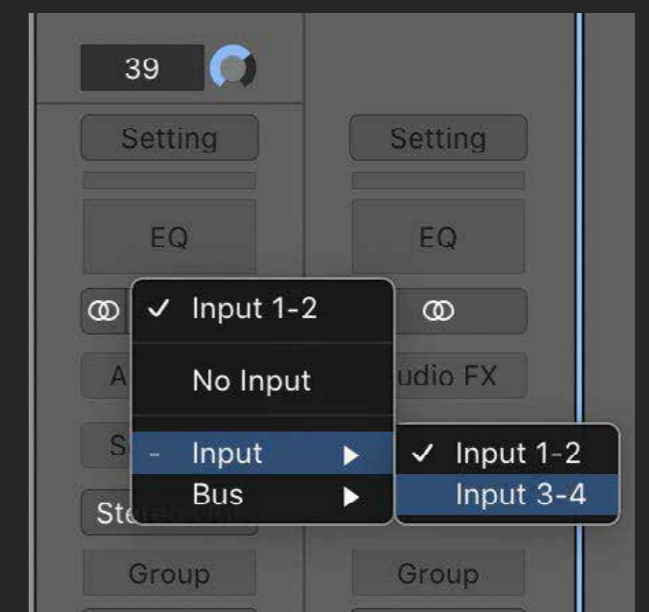 39
Setting
Setting
EQ
EQ
✓ Input 1-2
No Input
udio FX
- Input ▶
✓ Input 1-2
Bus ▶
Input 3-4
Group
Group